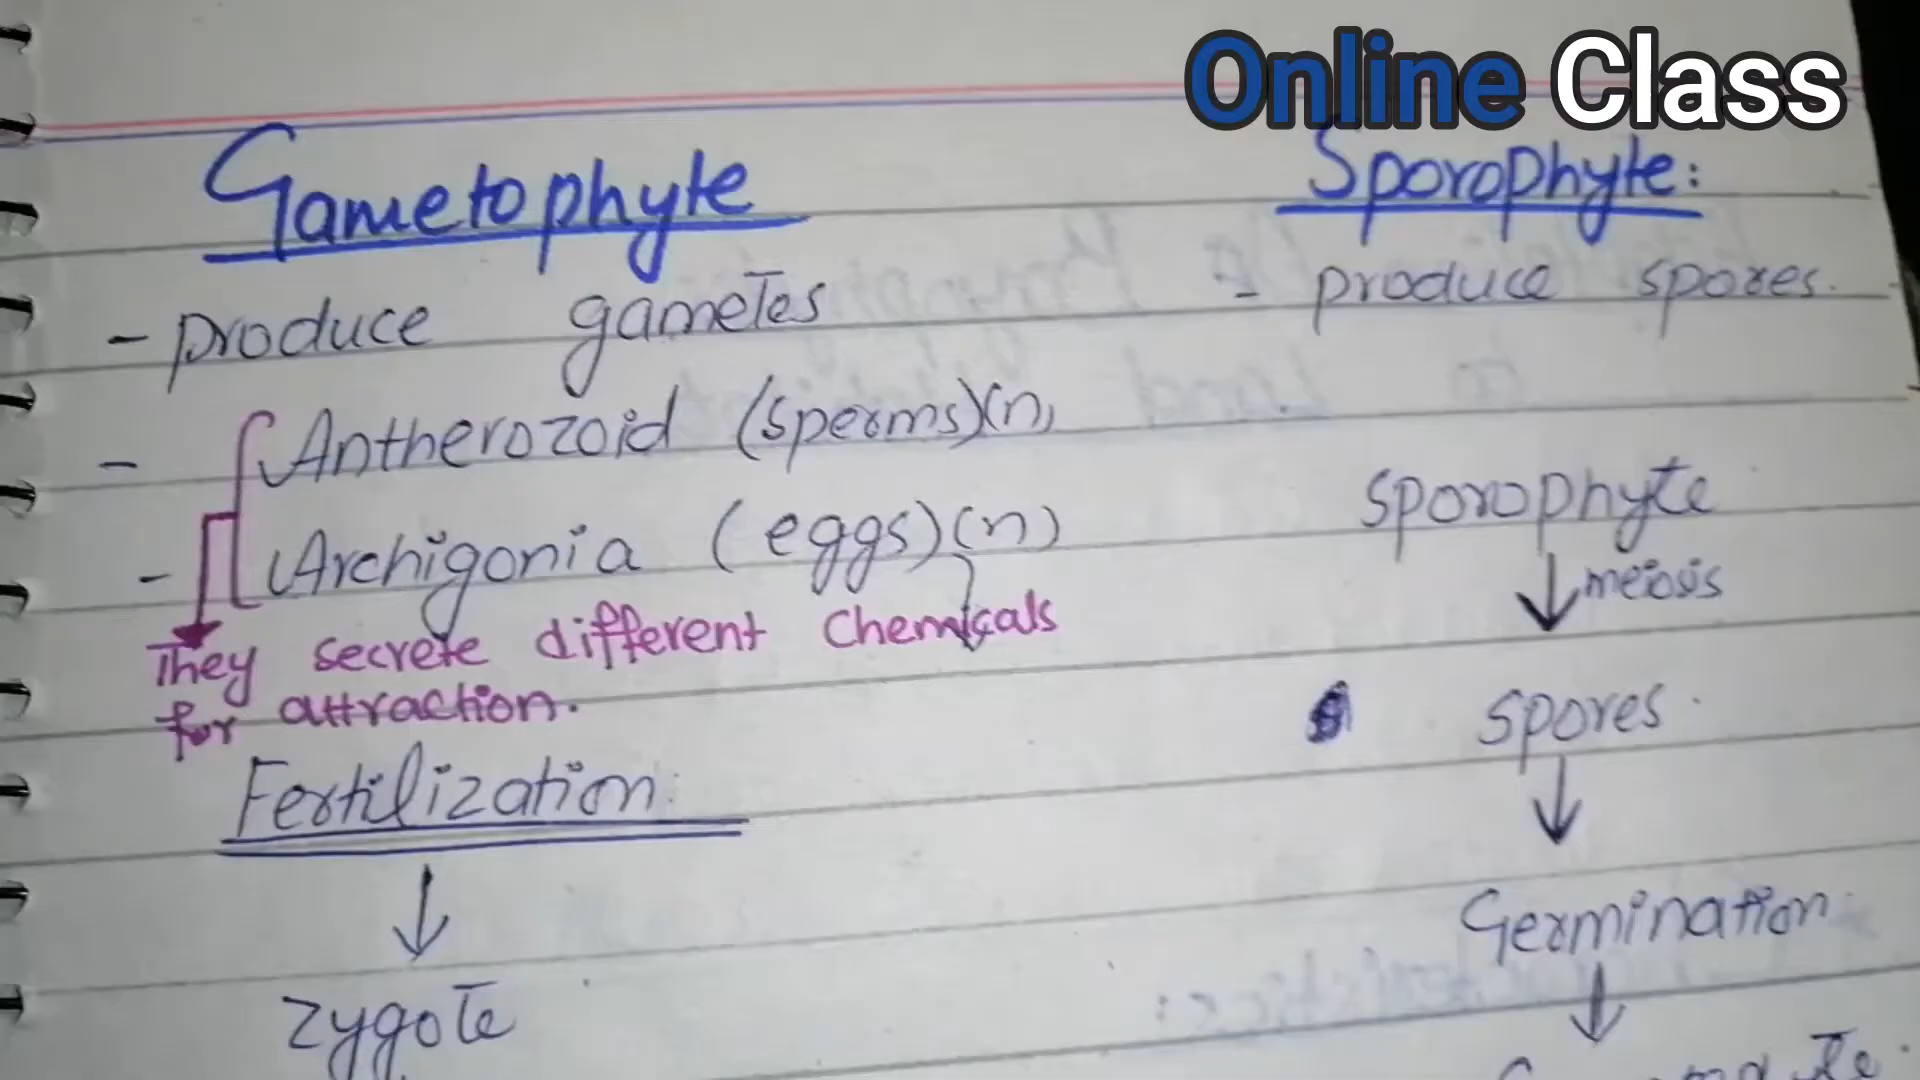 Online Class
Gametophyte
- produce gametes
- Antherozoid (sperms)(n)
- Archigonia (eggs)(n)
They secrete different Chemicals
for attraction.
Fertilization
↓
Zygote
Sporophyte:
- produce spores.
Sporophyte
↓ meiosis
Spores.
↓
Germination
↓